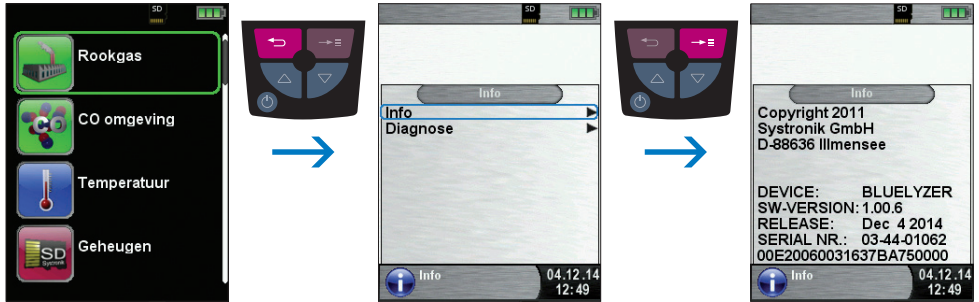 SD
Rookgas
CO
CO omgeving
Temperatuur
Geheugen
SD
Systronik
SD
Info
Info
Diagnose
Info
04.12.14
12:49
SD
Info
Copyright 2011
Systronik GmbH
D-88636 Illmensee
DEVICE: BLUELYZER
SW-VERSION: 1.00.6
RELEASE: Dec 4 2014
SERIAL NR.: 03-44-01062
00E20060031637BA750000
Info
04.12.14
12:49